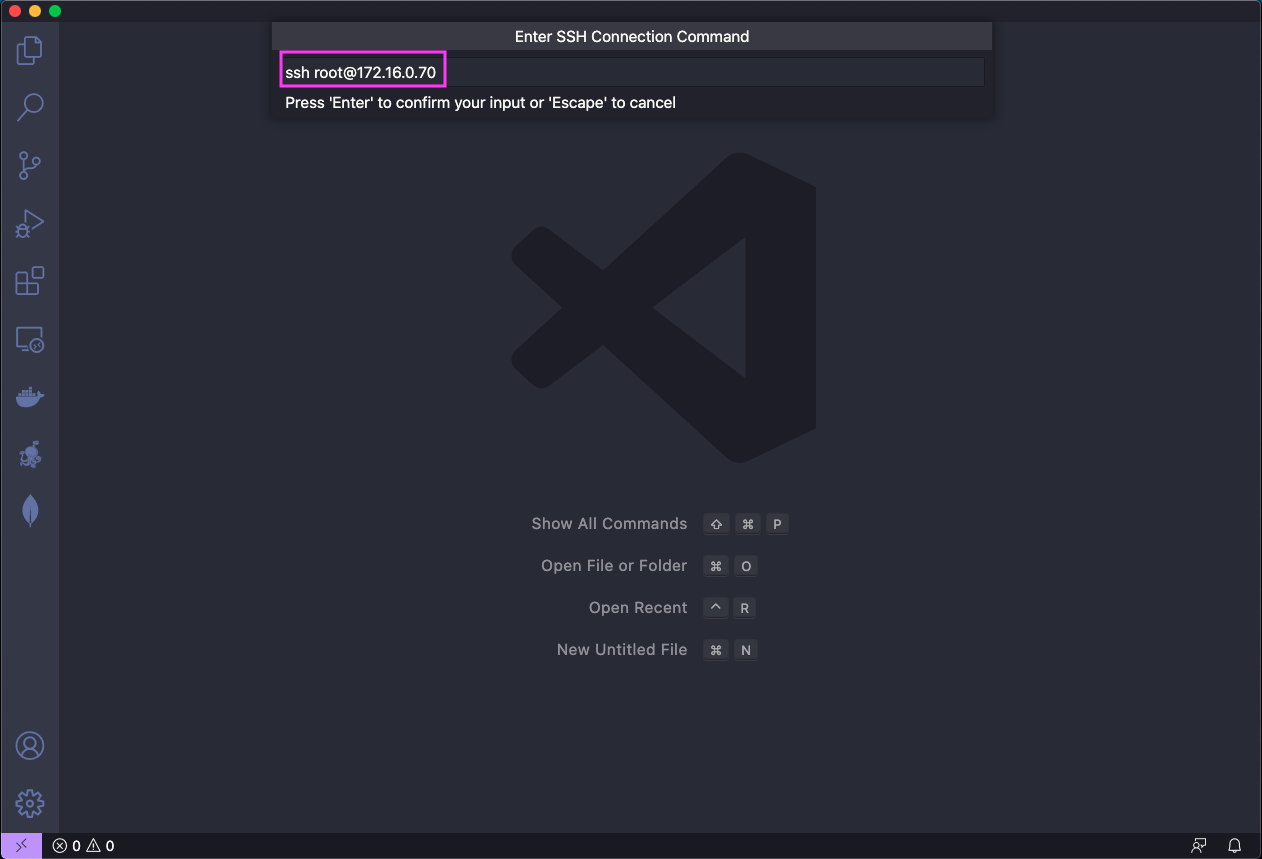 Enter SSH Connection Command
ssh root@172.16.0.70
Press 'Enter' to confirm your input or 'Escape' to cancel
Show All Commands ⇧ ⌘ P
Open File or Folder ⌘ O
Open Recent ^ R
New Untitled File ⌘ N
0 0